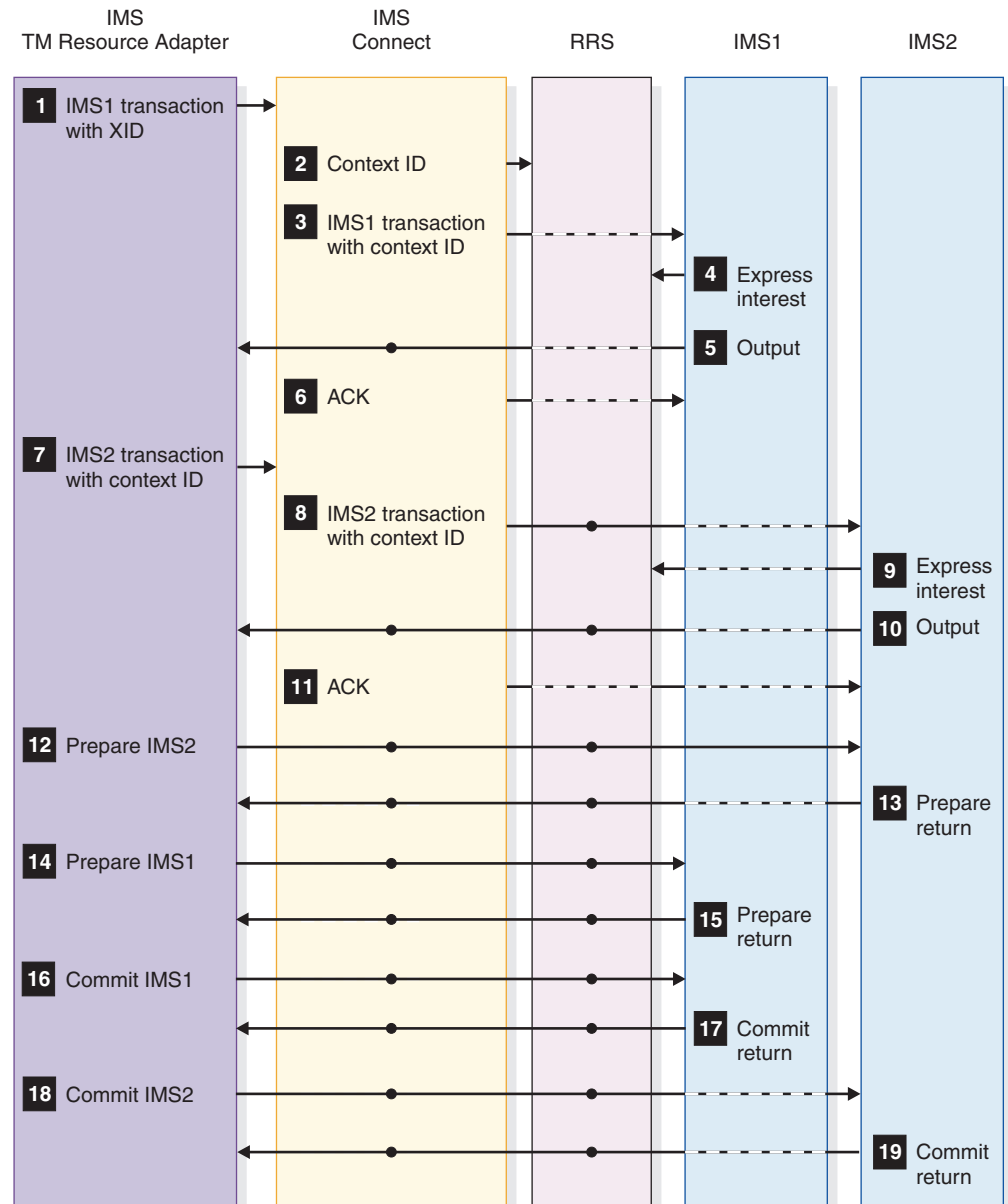 IMS
TM Resource Adapter
IMS
Connect
RRS
IMS1
IMS2
1 IMS1 transaction
with XID
2 Context ID
3 IMS1 transaction
with context ID
4 Express
interest
5 Output
6 ACK
7 IMS2 transaction
with context ID
8 IMS2 transaction
with context ID
9 Express
interest
10 Output
11 ACK
12 Prepare IMS2
13 Prepare
return
14 Prepare IMS1
15 Prepare
return
16 Commit IMS1
17 Commit
return
18 Commit IMS2
19 Commit
return